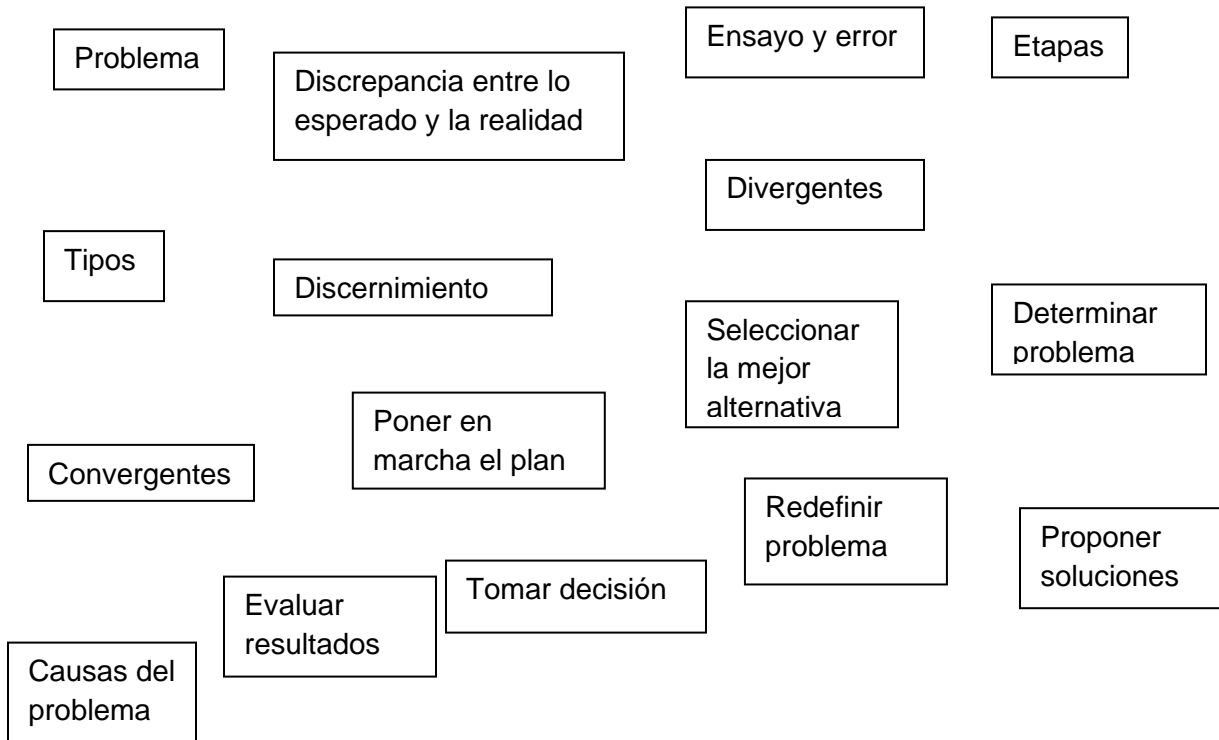 Problema
Discrepancia entre lo
esperado y la realidad
Ensayo y error
Etapas
Divergentes
Tipos
Discernimiento
Seleccionar
la mejor
alternativa
Determinar
problema
Poner en
marcha el plan
Convergentes
Redefinir
problema
Proponer
soluciones
Tomar decisión
Evaluar
resultados
Causas del
problema